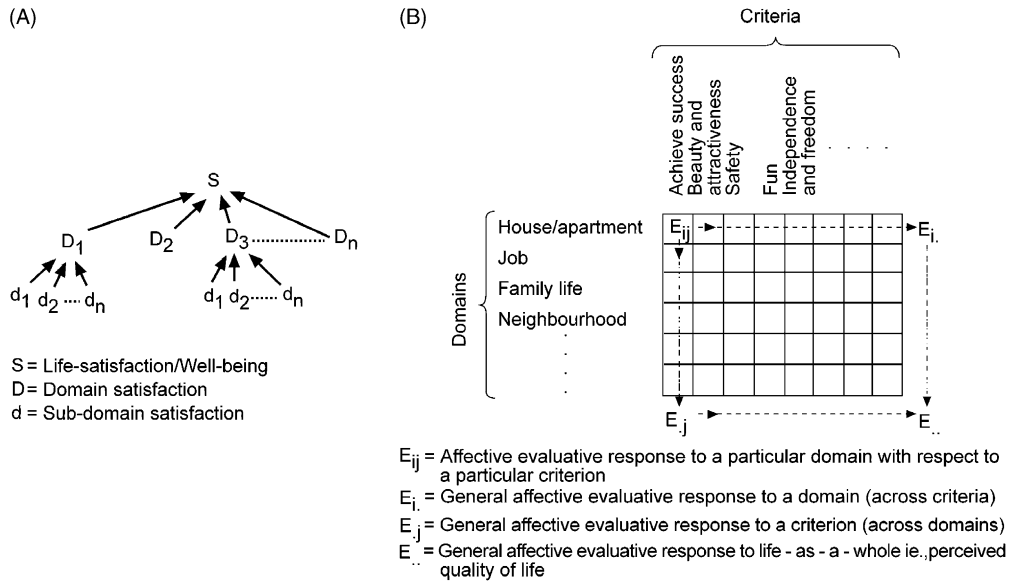 (A)
S
D1
D2
D3
Dn
d1 d2 ---- dn
d1 d2 ...... dn
S = Life-satisfaction/Well-being
D = Domain satisfaction
d = Sub-domain satisfaction
(B)
Criteria
Achieve success
Beauty and
attractiveness
Safety
Fun
Independence
and freedom
. . . .
Domains
House/apartment
Job
Family life
Neighbourhood
Eij
Ei.
E.j
E..
Eij = Affective evaluative response to a particular domain with respect to
a particular criterion
Ei. = General affective evaluative response to a domain (across criteria)
E.j = General affective evaluative response to a criterion (across domains)
E.. = General affective evaluative response to life - as - a - whole ie.,perceived
quality of life